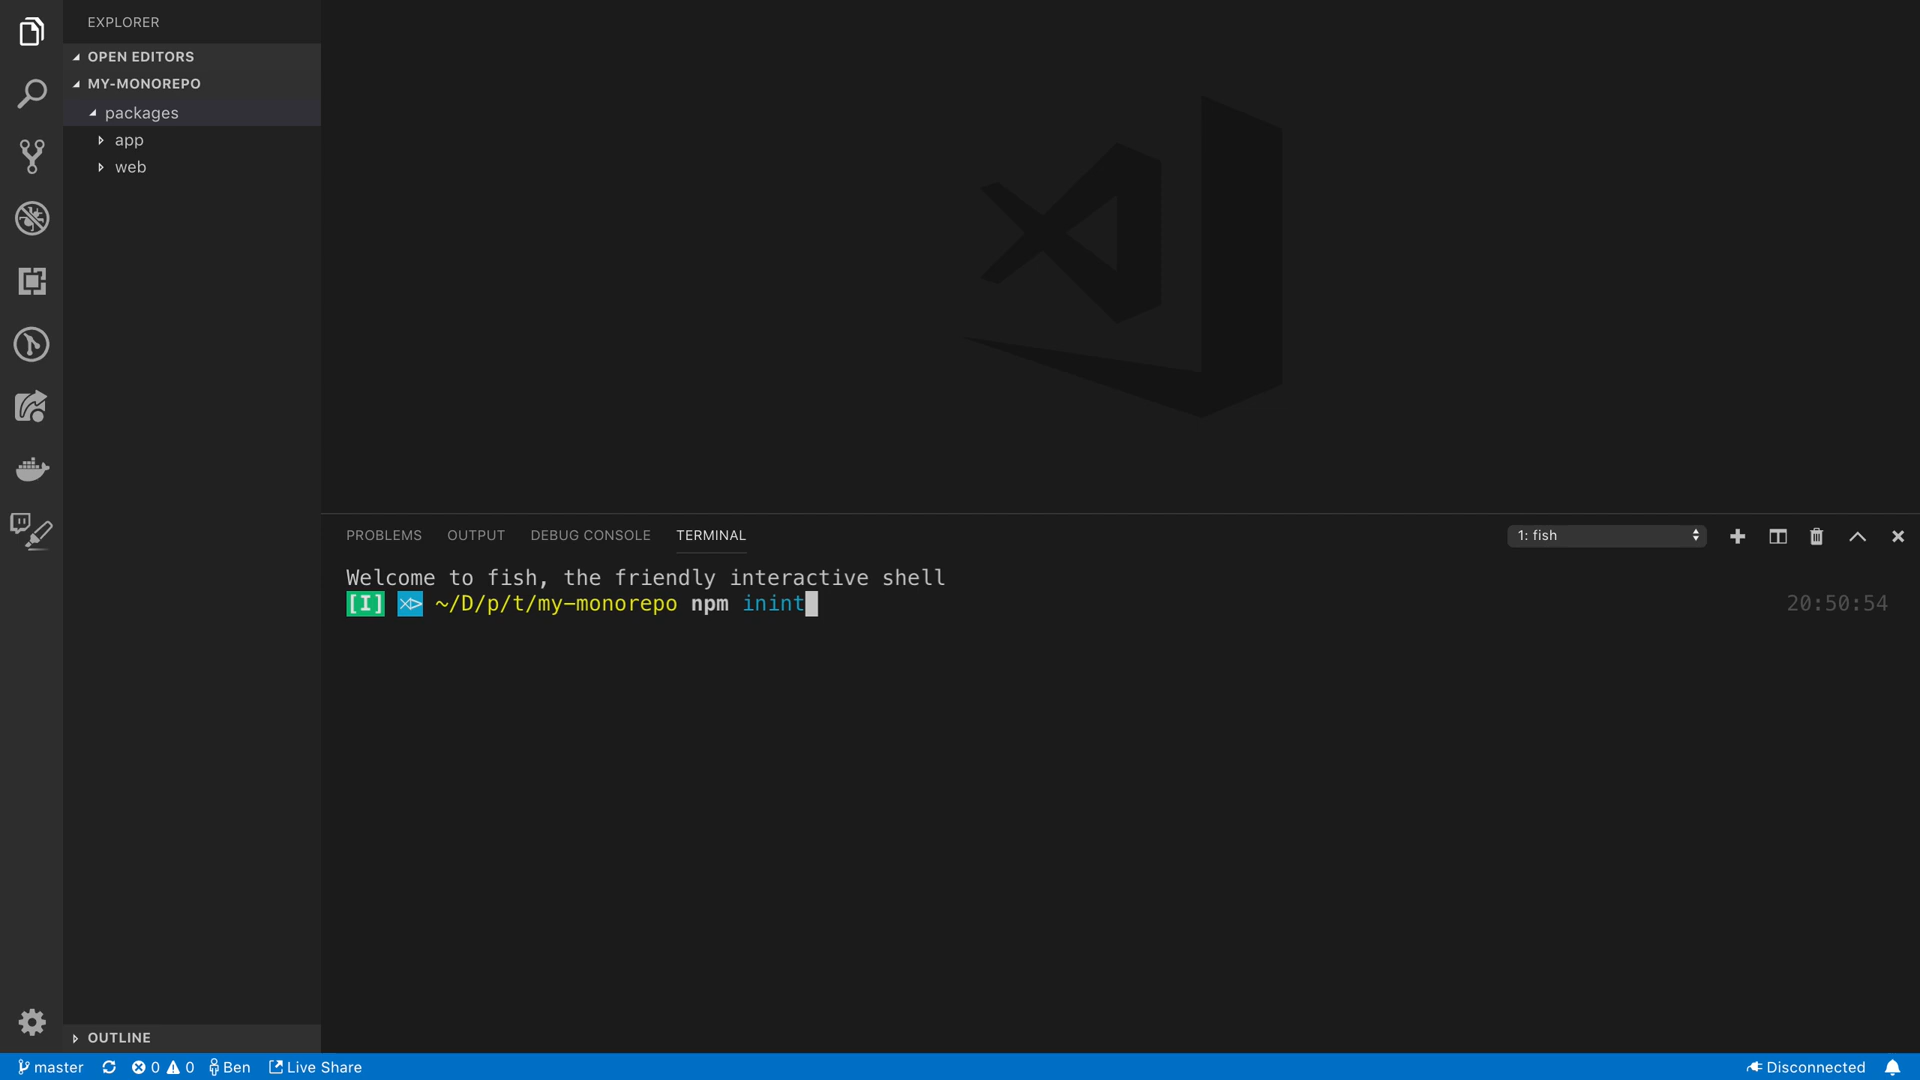 EXPLORER
OPEN EDITORS
MY-MONOREPO
packages
app
web
OUTLINE
PROBLEMS OUTPUT DEBUG CONSOLE TERMINAL 1: fish
Welcome to fish, the friendly interactive shell
[I] ⋊> ~/D/p/t/my-monorepo npm inint 20:50:54
master 0 0 Ben Live Share Disconnected